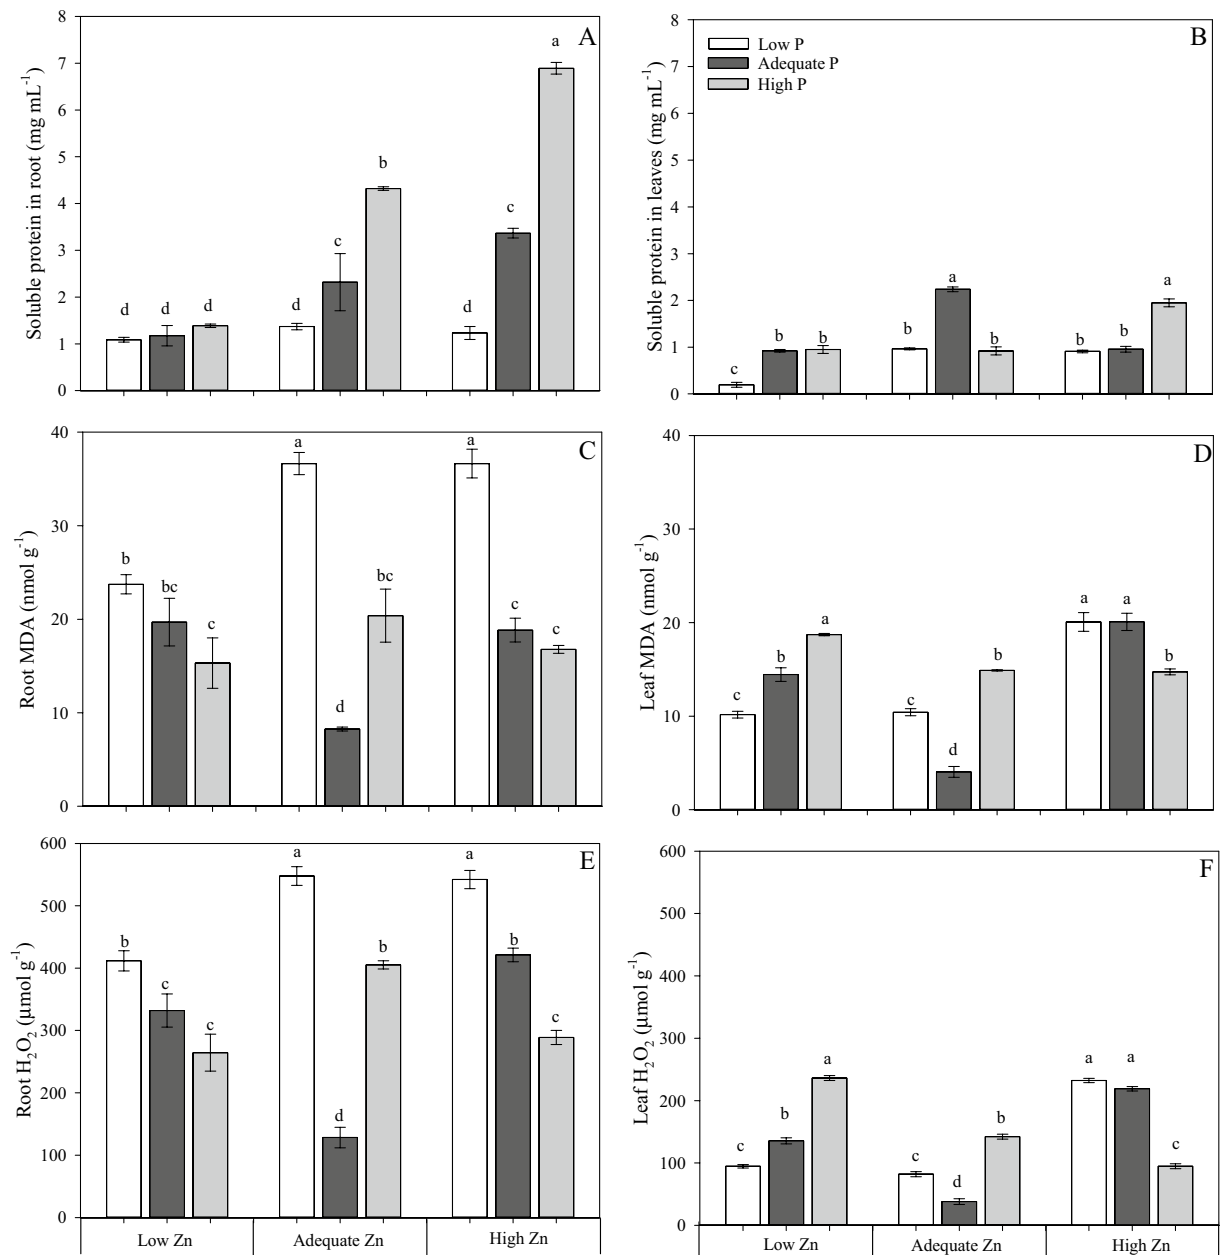 A
Soluble protein in root (mg mL⁻¹)
8
7
6
5
4
3
2
1
0
d d d d c b d c a
B
Soluble protein in leaves (mg mL⁻¹)
8
7
6
5
4
3
2
1
0
Low P
Adequate P
High P
c b b b a b b b a
C
Root MDA (nmol g⁻¹)
40
30
20
10
0
b bc c a d bc a c c
D
Leaf MDA (nmol g⁻¹)
40
30
20
10
0
c b a c d b a a b
E
Root H₂O₂ (µmol g⁻¹)
600
500
400
300
200
100
0
b c c a d b a b c
Low Zn Adequate Zn High Zn
F
Leaf H₂O₂ (µmol g⁻¹)
600
500
400
300
200
100
0
c b a c d b a a c
Low Zn Adequate Zn High Zn